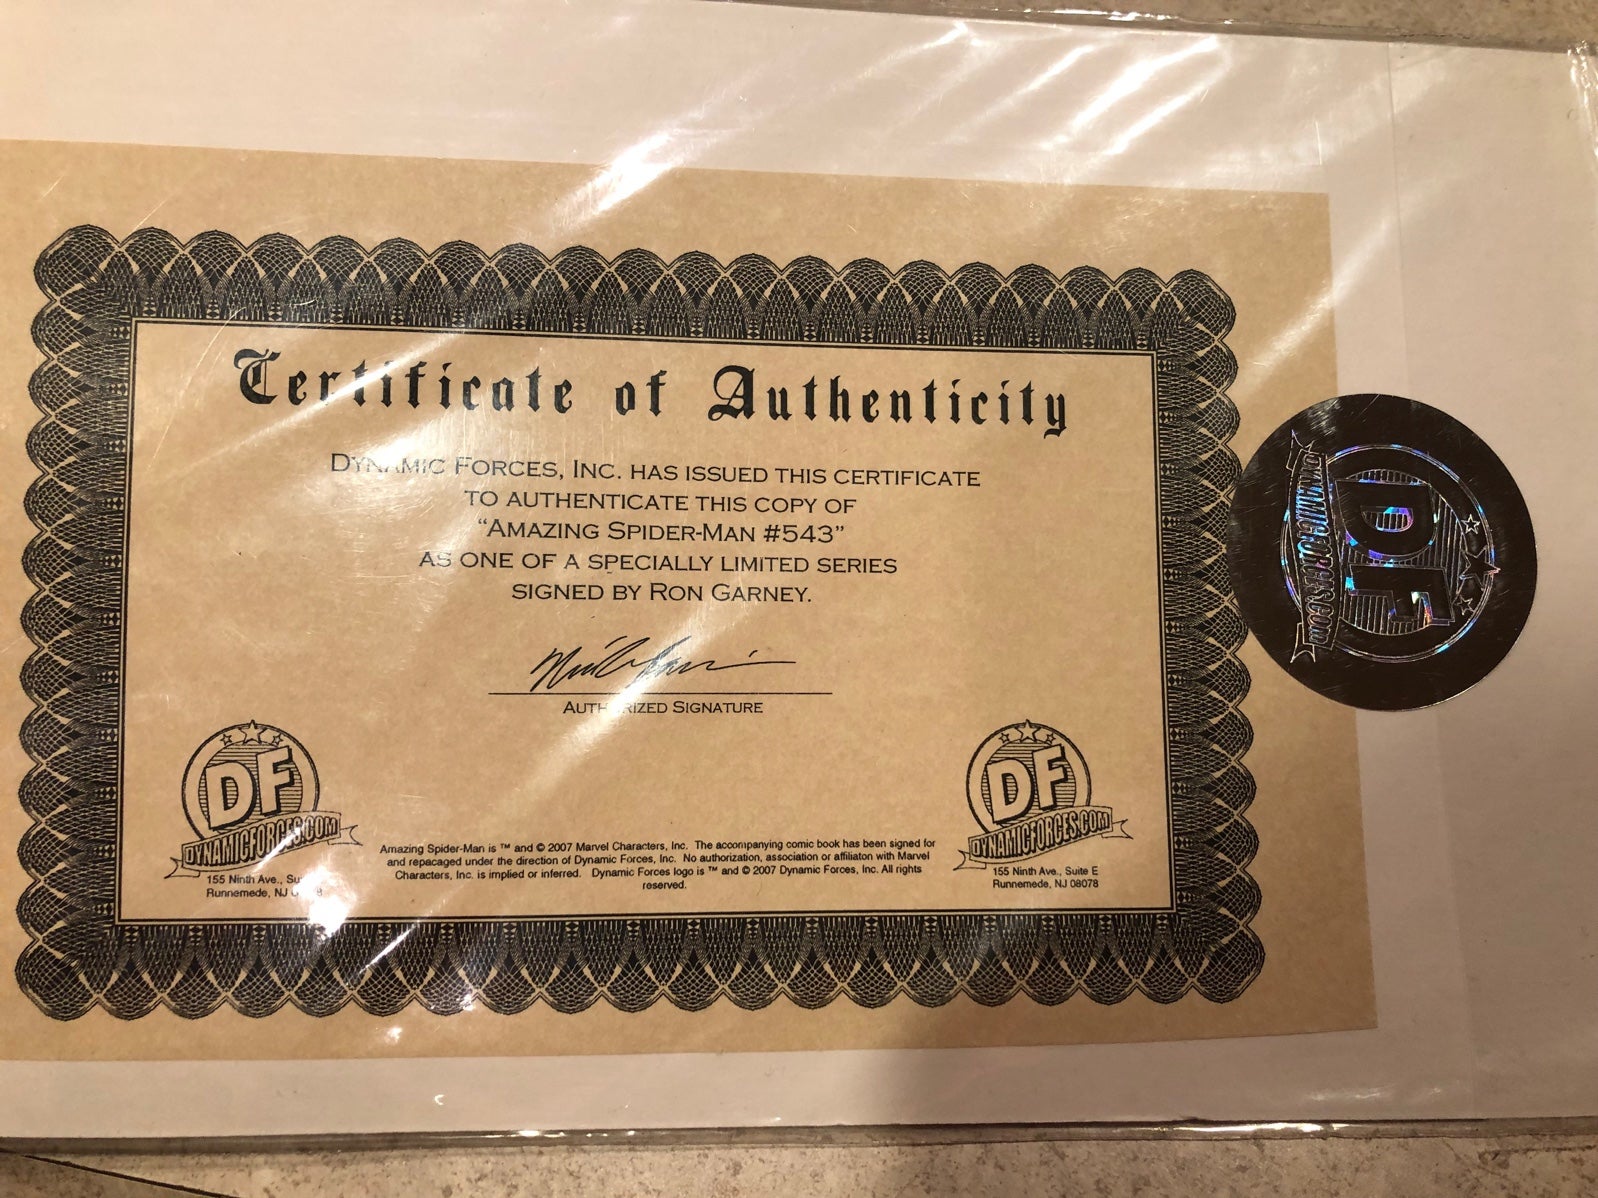 Certificate of Authenticity
DYNAMIC FORCES, INC. HAS ISSUED THIS CERTIFICATE
TO AUTHENTICATE THIS COPY OF
“AMAZING SPIDER-MAN #543”
AS ONE OF A SPECIALLY LIMITED SERIES
SIGNED BY RON GARNEY.
AUTHORIZED SIGNATURE
DF
DYNAMICFORCES.COM
155 Ninth Ave.,
Runnemede, NJ
Amazing Spider-Man is ™ and © 2007 Marvel Characters, Inc. The accompanying comic book has been signed for
and repacaged under the direction of Dynamic Forces, Inc. No authorization, association or affiliaton with Marvel
Characters, Inc. is implied or inferred. Dynamic Forces logo is ™ and © 2007 Dynamic Forces, Inc. All rights
reserved.
DF
DYNAMICFORCES.COM
155 Ninth Ave., Suite E
Runnemede, NJ 08078
DF
DYNAMICFORCES.COM